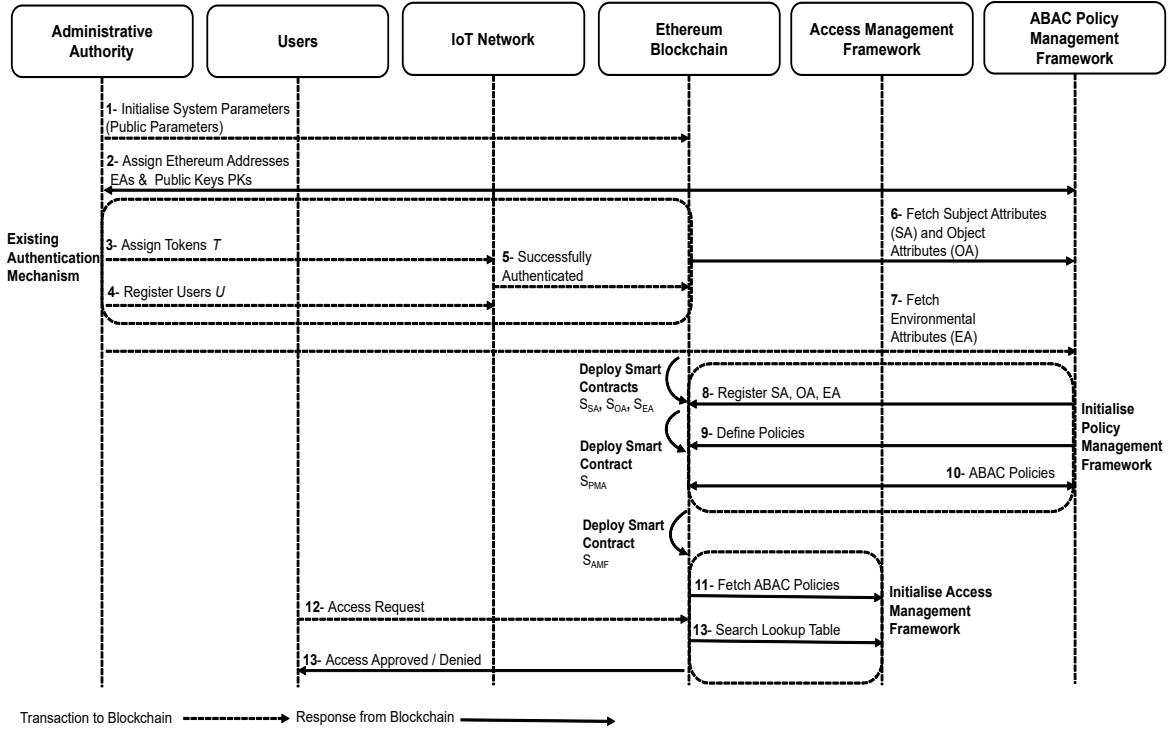 Administrative
Authority
Users
IoT Network
Ethereum
Blockchain
Access Management
Framework
ABAC Policy
Management
Framework
1- Initialise System Parameters
(Public Parameters)
2- Assign Ethereum Addresses
EAs & Public Keys PKs
Existing
Authentication
Mechanism
3- Assign Tokens T
4- Register Users U
5- Successfully
Authenticated
6- Fetch Subject Attributes
(SA) and Object
Attributes (OA)
7- Fetch
Environmental
Attributes (EA)
Deploy Smart
Contracts
SSA, SOA, SEA
8- Register SA, OA, EA
9- Define Policies
Deploy Smart
Contract
SPMA
10- ABAC Policies
Initialise
Policy
Management
Framework
Deploy Smart
Contract
SAMF
11- Fetch ABAC Policies
12- Access Request
13- Search Lookup Table
Initialise Access
Management
Framework
13- Access Approved / Denied
Transaction to Blockchain
Response from Blockchain